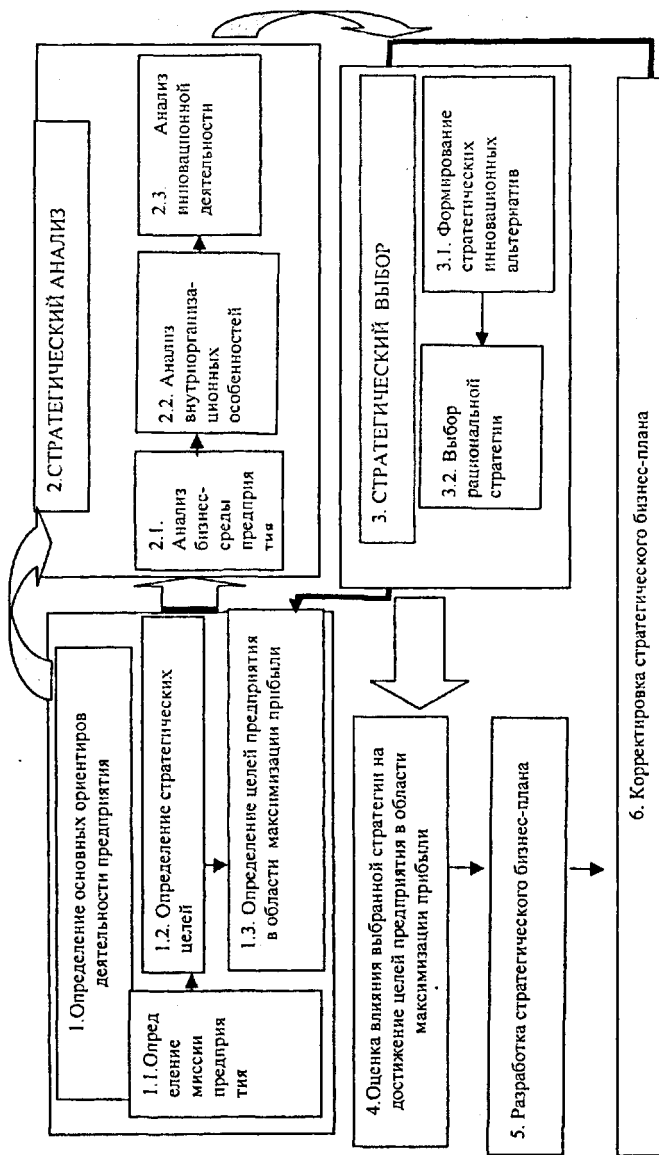 1.Определение основных ориентиров
деятельности предприятия
1.1.Опред
еление
миссии
предприя
тия
1.2. Определение стратегических
целей
1.3. Определение целей предприятия
в области максимизации прибыли
2.СТРАТЕГИЧЕСКИЙ АНАЛИЗ
2.1.
Анализ
бизнес-
среды
предприя
тия
2.2. Анализ
внутриорганиза-
ционных
особенностей
2.3. Анализ
инновационной
деятельности
3. СТРАТЕГИЧЕСКИЙ ВЫБОР
3.1. Формирование
стратегических
инновационных
альтернатив
3.2. Выбор
рациональной
стратегии
4.Оценка влияния выбранной стратегии на
достижение целей предприятия в области
максимизации прибыли
5. Разработка стратегического бизнес-плана
6. Корректировка стратегического бизнес-плана